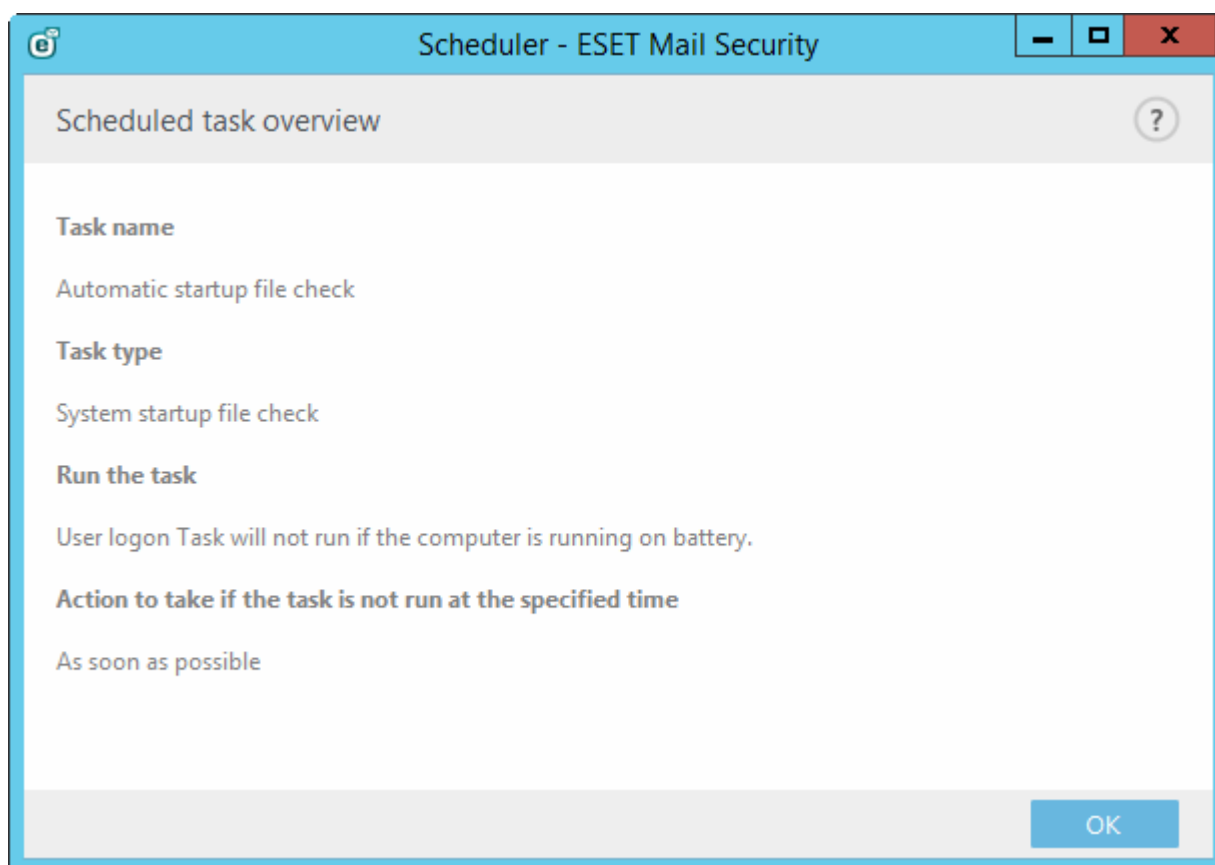 Scheduler - ESET Mail Security
Scheduled task overview
?
Task name
Automatic startup file check
Task type
System startup file check
Run the task
User logon Task will not run if the computer is running on battery.
Action to take if the task is not run at the specified time
As soon as possible
OK